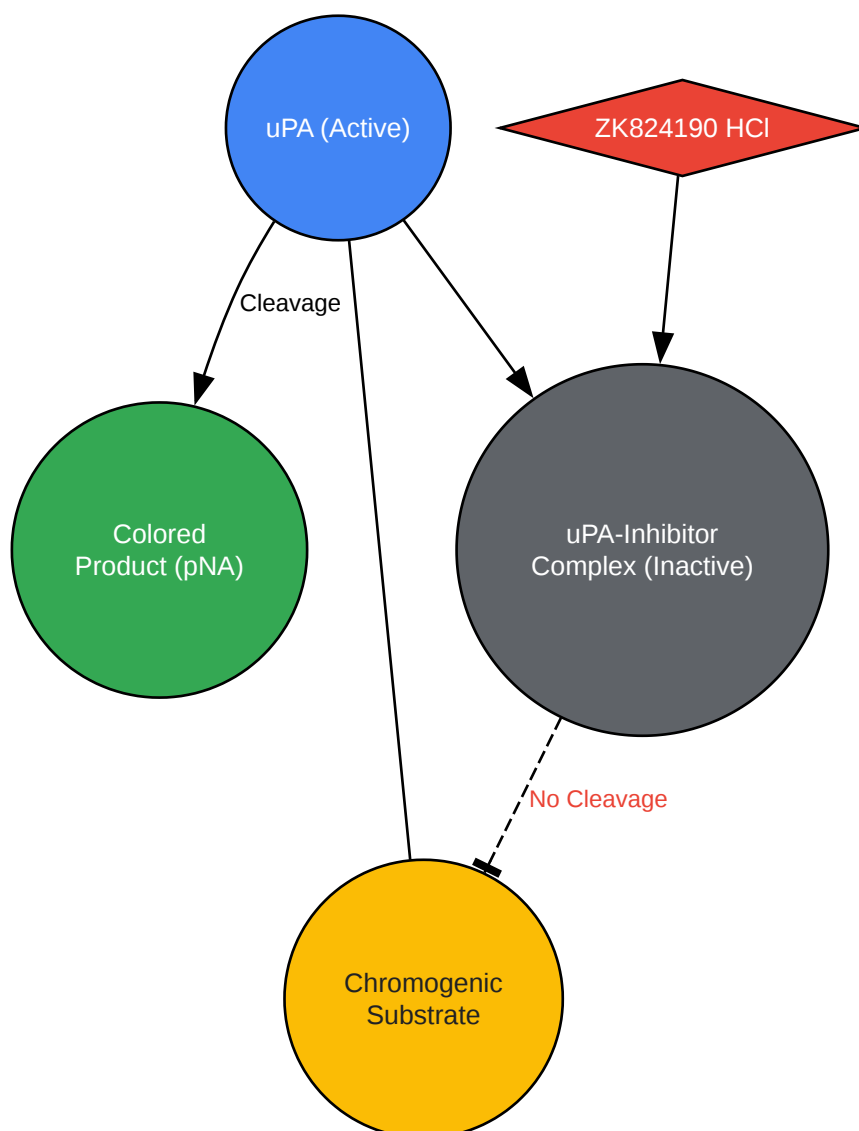 uPA (Active)
ZK824190 HCl
Cleavage
Colored
Product (pNA)
uPA-Inhibitor
Complex (Inactive)
No Cleavage
Chromogenic
Substrate